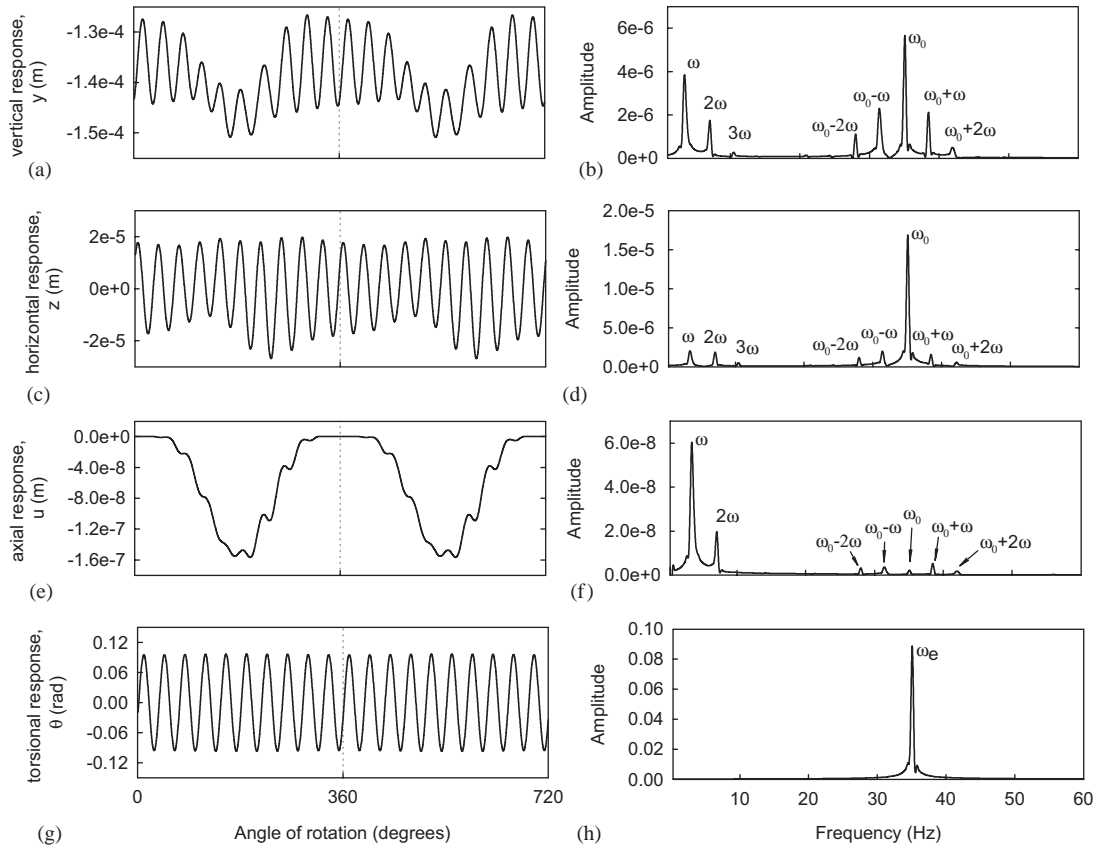 vertical response,
y (m)
-1.3e-4
-1.4e-4
-1.5e-4
(a)
Amplitude
6e-6
4e-6
2e-6
0e+0
ω
2ω
3ω
ω₀-2ω
ω₀-ω
ω₀
ω₀+ω
ω₀+2ω
(b)
horizontal response,
z (m)
2e-5
0e+0
-2e-5
(c)
Amplitude
2.0e-5
1.5e-5
1.0e-5
5.0e-6
0.0e+0
ω
2ω
3ω
ω₀-2ω
ω₀-ω
ω₀
ω₀+ω
ω₀+2ω
(d)
axial response,
u (m)
0.0e+0
-4.0e-8
-8.0e-8
-1.2e-7
-1.6e-7
(e)
Amplitude
6.0e-8
4.0e-8
2.0e-8
0.0e+0
ω
2ω
ω₀-2ω
ω₀-ω
ω₀
ω₀+ω
ω₀+2ω
(f)
torsional response,
θ (rad)
0.12
0.06
0.00
-0.06
-0.12
0
360
720
Angle of rotation (degrees)
(g)
Amplitude
0.10
0.08
0.06
0.04
0.02
0.00
ωe
10
20
30
40
50
60
Frequency (Hz)
(h)